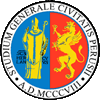 STUDIUM GENERALE CIVITATIS PERUSII
• A.D. MCCCVIII •